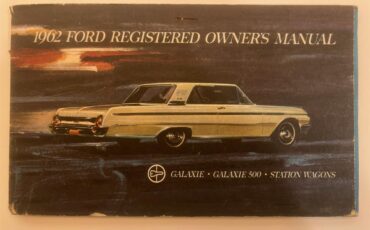 1962 FORD REGISTERED OWNER'S MANUAL
GALAXIE • GALAXIE 500 • STATION WAGONS